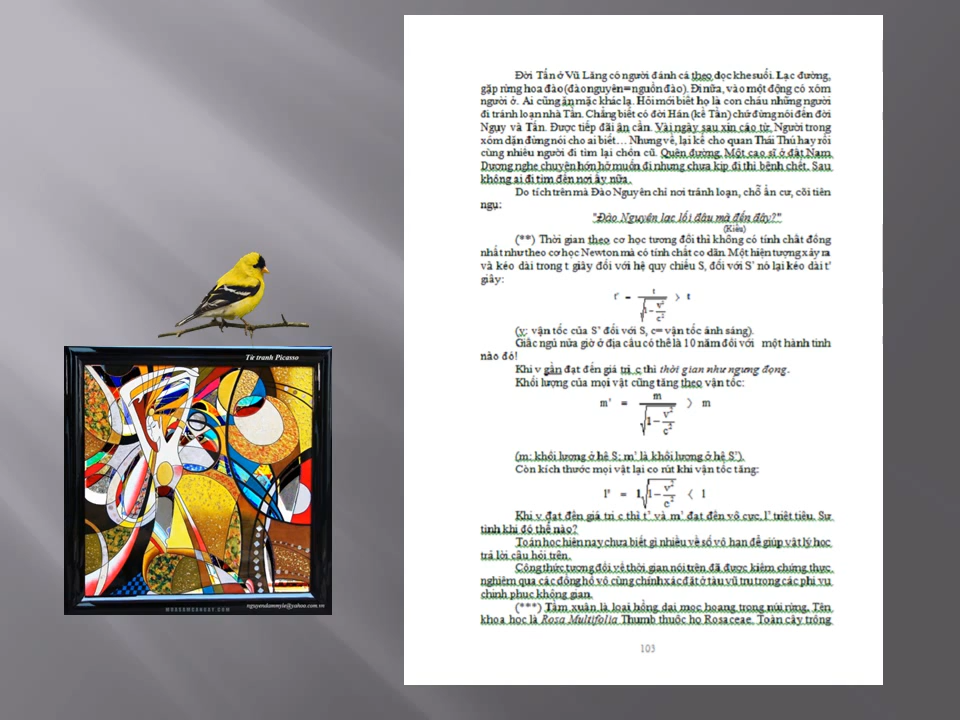 Đời Tấn ở Vũ Lăng có người đánh cá theo dọc khe suối. Lạc đường,
gặp rừng hoa đào (đào nguyên= nguồn đào). Đi nữa, vào một động có xóm
người ở. Ai cũng ăn mặc khác lạ. Hỏi mới biết họ là con cháu những người
đi tránh loạn nhà Tần. Chẳng biết có đời Hán (kế Tần) chứ đừng nói đến đời
Ngụy và Tấn. Được tiếp đãi ân cần. Vài ngày sau xin cáo từ. Người trong
xóm dặn đừng nói cho ai biết… Nhưng về, lại kể cho quan Thái Thú hay rồi
cùng nhiều người đi tìm lại chốn cũ. Quên đường. Một cao sĩ ở đất Nam
Dương nghe chuyện hớn hở muốn đi nhưng chưa kịp đi thì bệnh chết. Sau
không ai đi tìm đến nơi ấy nữa.
Do tích trên mà Đào Nguyên chỉ nơi tránh loạn, chỗ ẩn cư, cõi tiên
ngụ:
"Đào Nguyên lạc lối đâu mà đến đây?"
(Kiều)
(**) Thời gian theo cơ học tương đối thì không có tính chất đồng
nhất như theo cơ học Newton mà có tính chất co dãn. Một hiện tượng xảy ra
và kéo dài trong t giây đối với hệ quy chiếu S, đối với S' nó lại kéo dài t'
giây:
t' = t / √(1 − v²/c²) > t
(v: vận tốc của S' đối với S, c= vận tốc ánh sáng).
Giấc ngủ nửa giờ ở địa cầu có thể là 10 năm đối với một hành tinh
nào đó!
Khi v gần đạt đến giá trị c thì thời gian như ngưng đọng.
Khối lượng của mọi vật cũng tăng theo vận tốc:
m' = m / √(1 − v²/c²) > m
(m: khối lượng ở hệ S; m' là khối lượng ở hệ S').
Còn kích thước mọi vật lại co rút khi vận tốc tăng:
l' = l √(1 − v²/c²) < l
Khi v đạt đến giá trị c thì t' và m' đạt đến vô cực, l' triệt tiêu. Sự
tình khi đó thế nào?
Toán học hiện nay chưa biết gì nhiều về số vô hạn để giúp vật lý học
trả lời câu hỏi trên.
Công thức tương đối về thời gian nói trên đã được kiểm chứng thực
nghiệm qua các đồng hồ vô cùng chính xác đặt ở tàu vũ trụ trong các phi vụ
chinh phục không gian.
(***) Tầm xuân là loại hồng dại mọc hoang trong núi rừng. Tên
khoa học là Rosa Multifolia Thumb thuộc họ Rosaceae. Toàn cây trông
103
Từ tranh Picasso
nguyendammyle@yahoo.com.vn